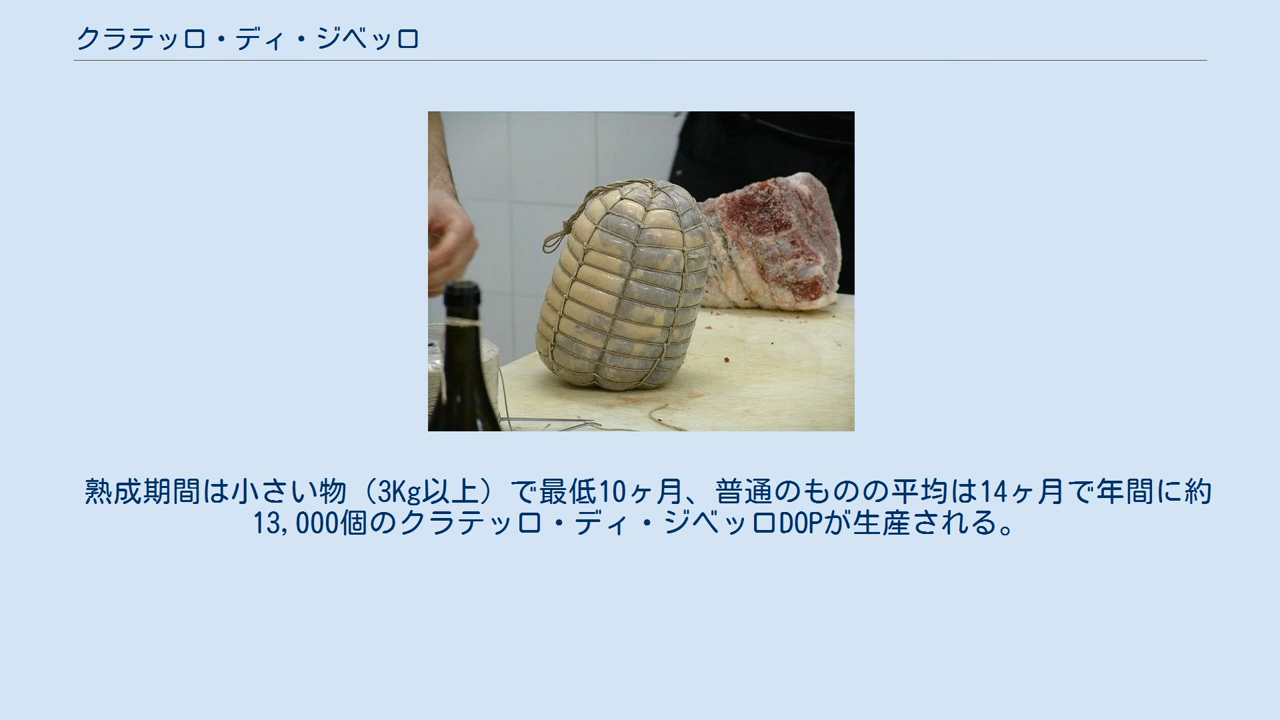 クラテッロ・ディ・ジベッロ
熟成期間は小さい物（3Kg以上）で最低10ヶ月、普通のものの平均は14ヶ月で年間に約
13,000個のクラテッロ・ディ・ジベッロDOPが生産される。